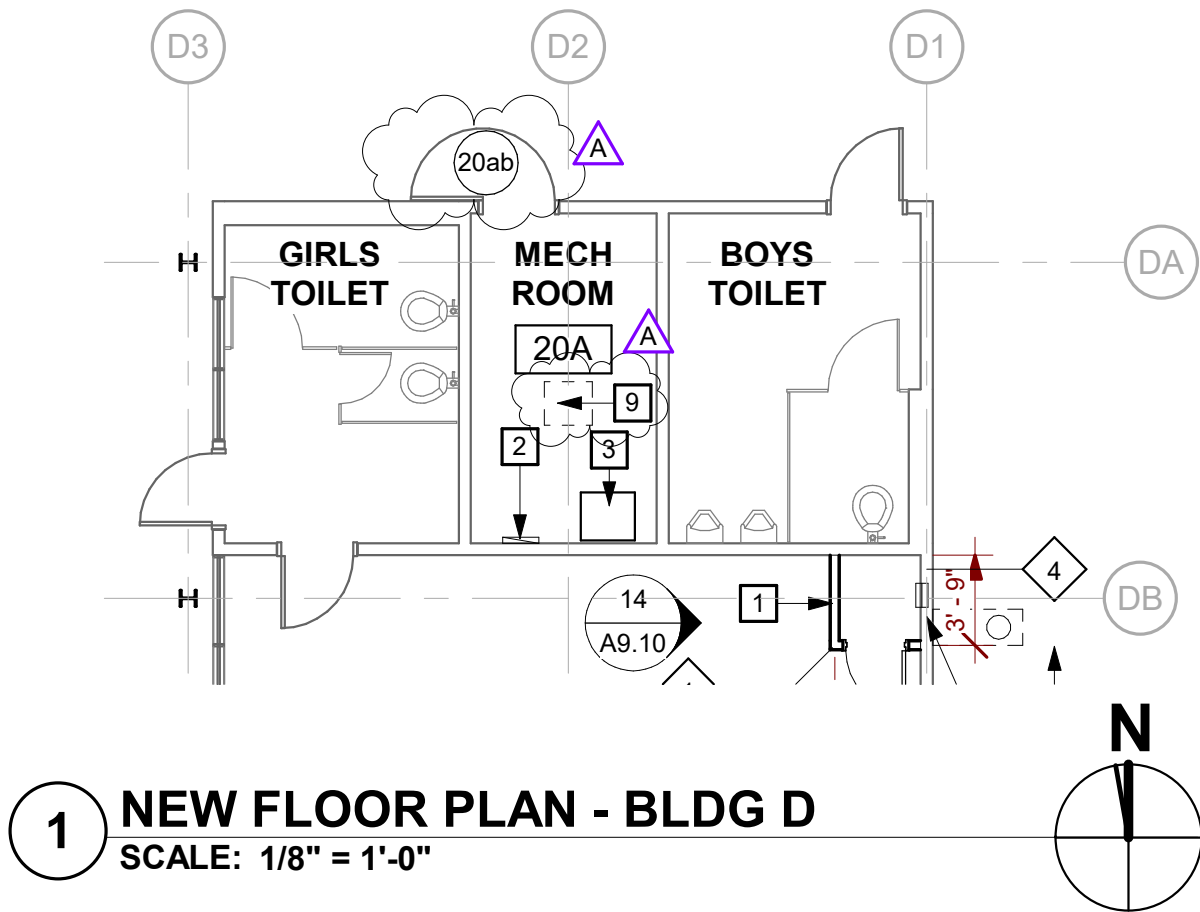 D3
D2
D1
20ab
A
GIRLS
TOILET
MECH
ROOM
BOYS
TOILET
DA
A
20A
9
2
3
14
A9.10
1
3' - 9"
4
DB
N
1
NEW FLOOR PLAN - BLDG D
SCALE: 1/8" = 1'-0"